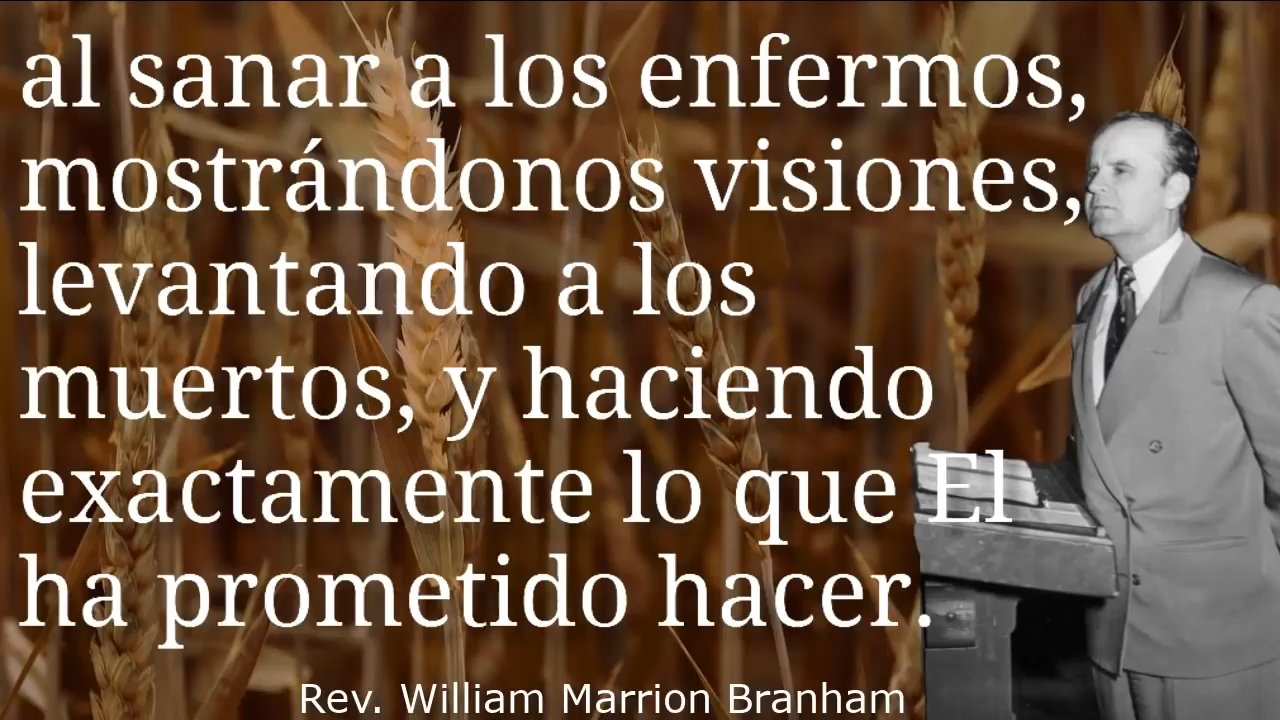 al sanar a los enfermos,
mostrándonos visiones,
levantando a los
muertos, y haciendo
exactamente lo que El
ha prometido hacer.
Rev. William Marrion Branham